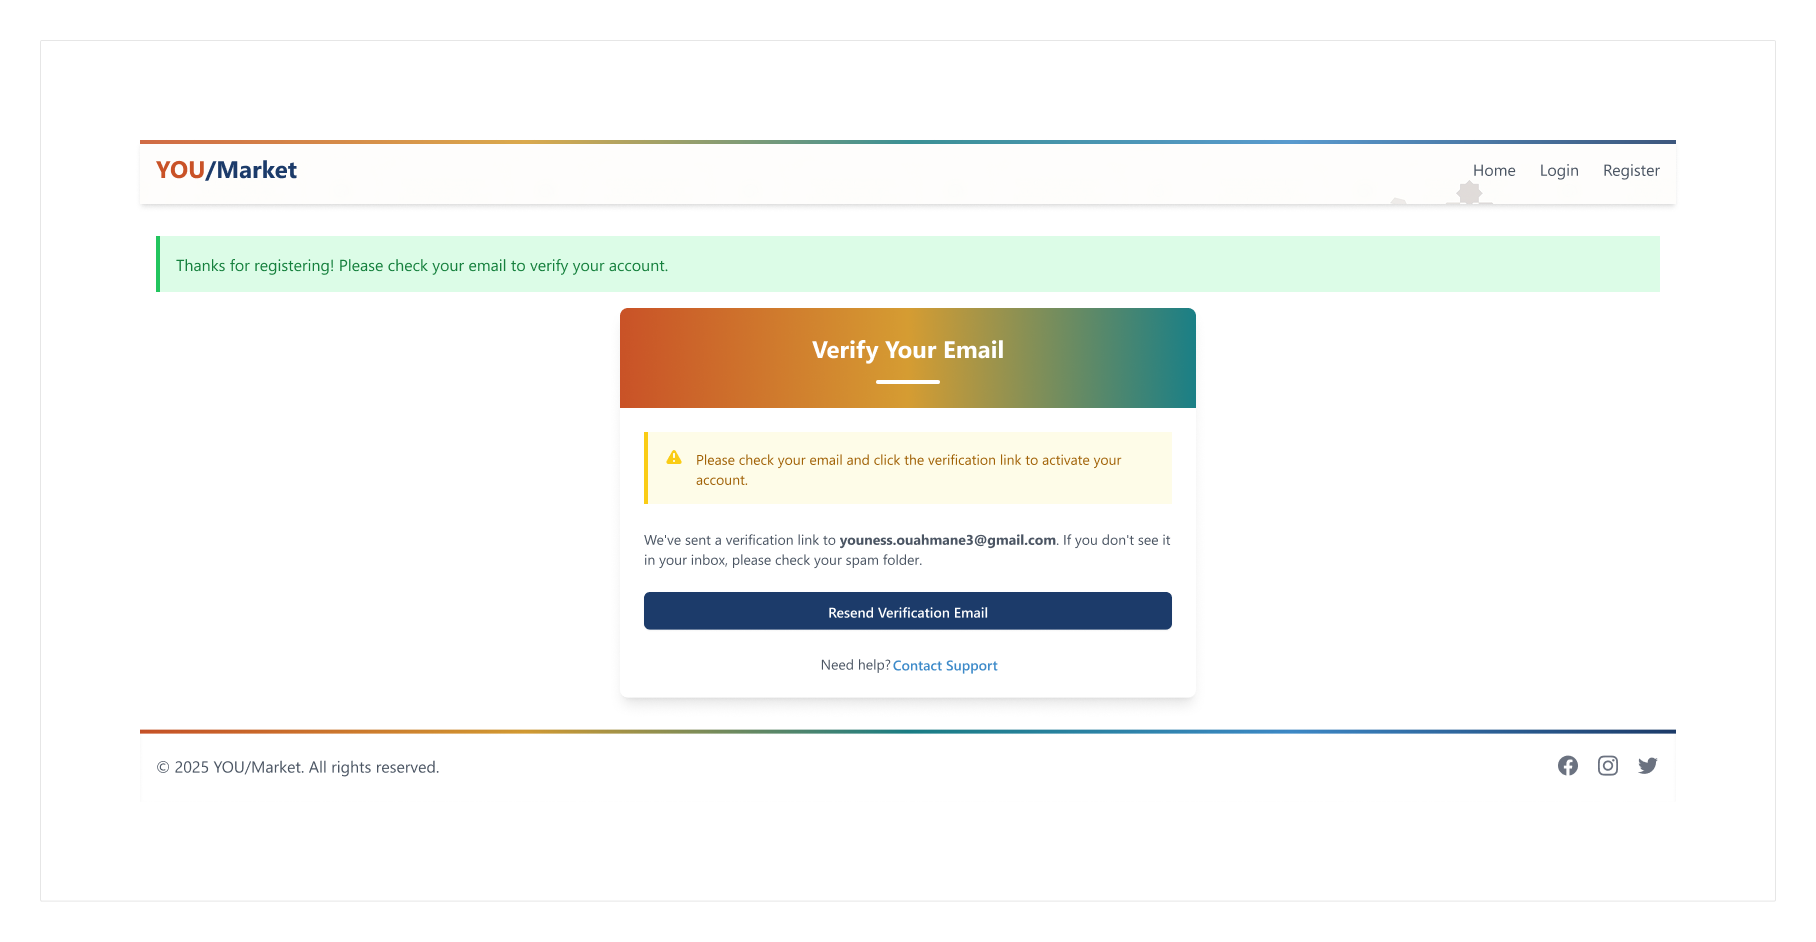 YOU/Market
Home
Login
Register
Thanks for registering! Please check your email to verify your account.
Verify Your Email
Please check your email and click the verification link to activate your
account.
We've sent a verification link to youness.ouahmane3@gmail.com. If you don't see it
in your inbox, please check your spam folder.
Resend Verification Email
Need help? Contact Support
© 2025 YOU/Market. All rights reserved.